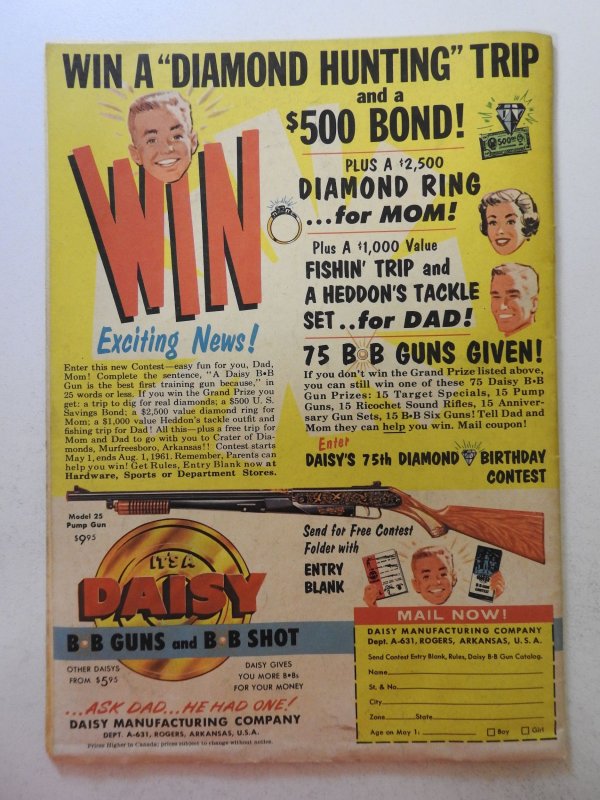 WIN A "DIAMOND HUNTING" TRIP
and a
$500 BOND!
$500
WIN
PLUS A $2,500
DIAMOND RING
...for MOM!
Plus A $1,000 Value
FISHIN' TRIP and
A HEDDON'S TACKLE
SET..for DAD!
Exciting News!
Enter this new Contest—easy fun for you, Dad,
Mom! Complete the sentence, "A Daisy B•B
Gun is the best first training gun because," in
25 words or less. If you win the Grand Prize you
get: a trip to dig for real diamonds; a $500 U. S.
Savings Bond; a $2,500 value diamond ring for
Mom; a $1,000 value Heddon's tackle outfit and
fishing trip for Dad! All this—plus a free trip for
Mom and Dad to go with you to Crater of Dia-
monds, Murfreesboro, Arkansas!! Contest starts
May 1, ends Aug. 1, 1961. Remember, Parents can
help you win! Get Rules, Entry Blank now at
Hardware, Sports or Department Stores.
75 B•B GUNS GIVEN!
If you don't win the Grand Prize listed above,
you can still win one of these 75 Daisy B•B
Gun Prizes: 15 Target Specials, 15 Pump
Guns, 15 Ricochet Sound Rifles, 15 Anniver-
sary Gun Sets, 15 B•B Six Guns! Tell Dad and
Mom they can help you win. Mail coupon!
Enter
DAISY'S 75th DIAMOND BIRTHDAY
CONTEST
Model 25
Pump Gun
$9.95
Send for Free Contest
Folder with
ENTRY
BLANK
IT'S A
DAISY
B•B GUNS and B•B SHOT
OTHER DAISYS
FROM $5.95
DAISY GIVES
YOU MORE B•Bs
FOR YOUR MONEY
...ASK DAD...HE HAD ONE!
DAISY MANUFACTURING COMPANY
DEPT. A-631, ROGERS, ARKANSAS, U.S.A.
Prices Higher in Canada; prices subject to change without notice.
MAIL NOW!
DAISY MANUFACTURING COMPANY
Dept. A-631, ROGERS, ARKANSAS, U.S.A.
Send Contest Entry Blank, Rules, Daisy B-B Gun Catalog.
Name
St. & No.
City
Zone State
Age on May 1: Boy Girl